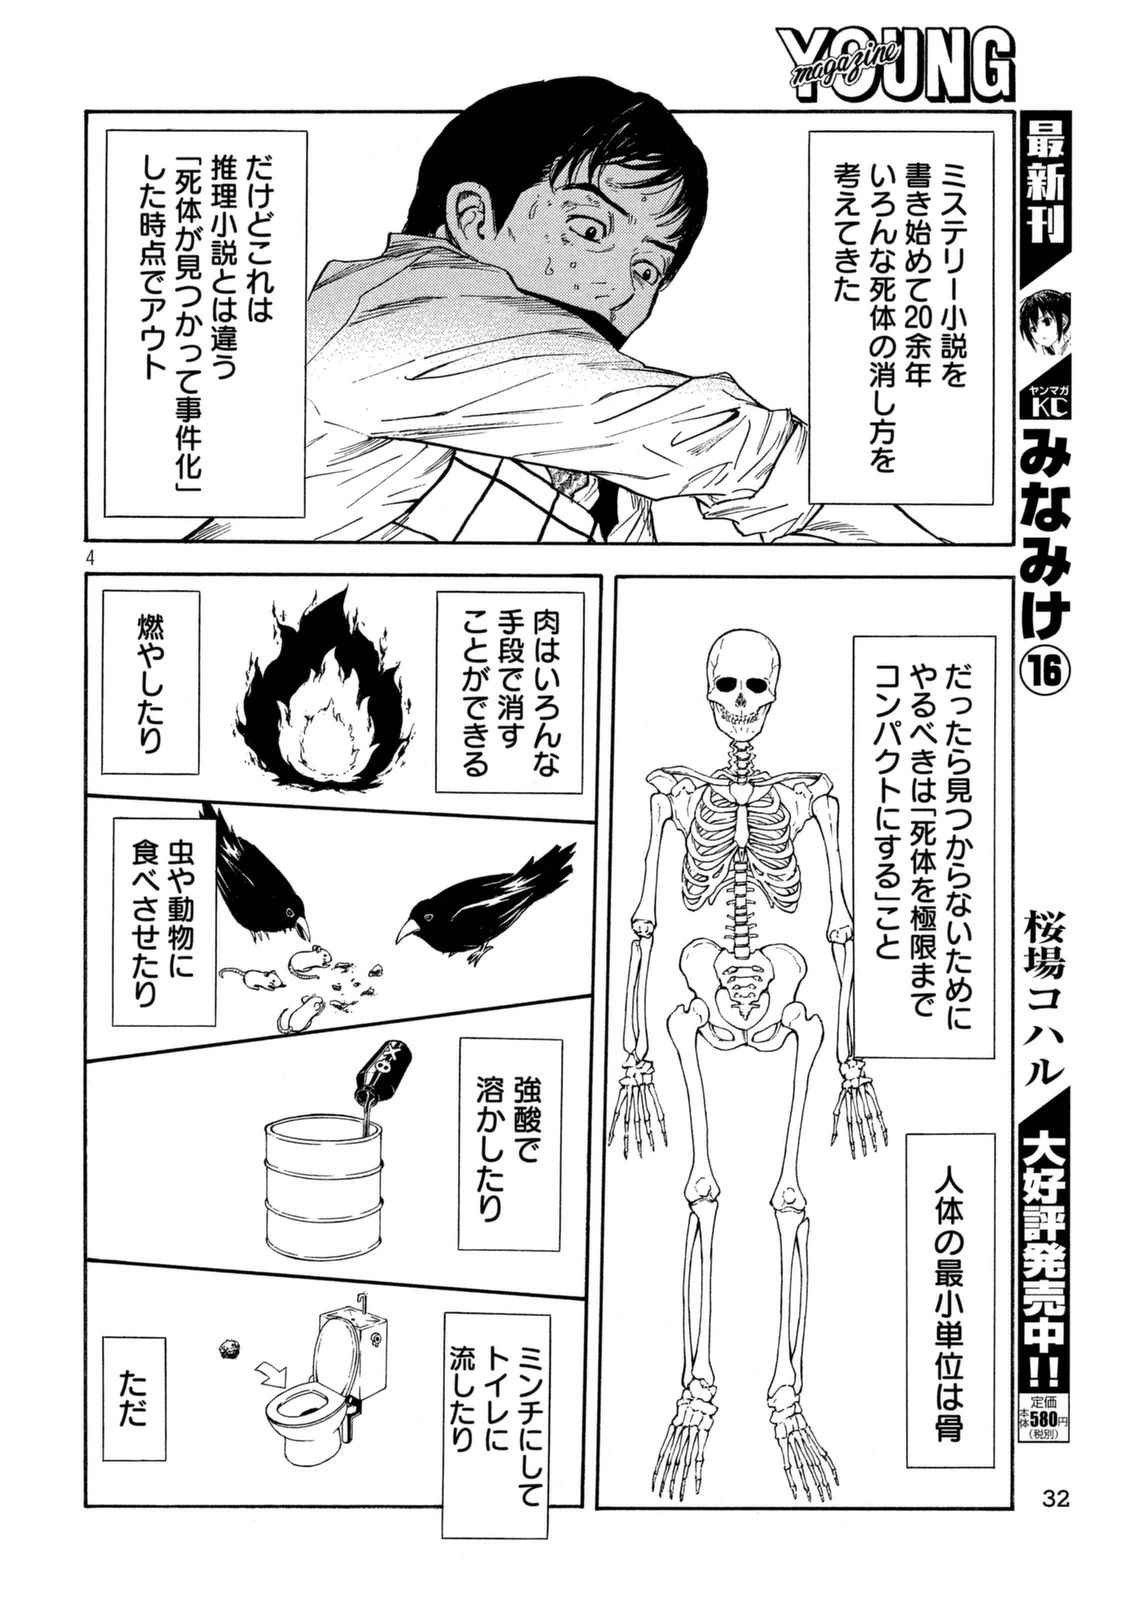 YOUNG
magazine
ミステリー小説を
書き始めて20余年
いろんな死体の消し方を
考えてきた
だけどこれは
推理小説とは違う
「死体が見つかって事件化」
した時点でアウト
4
だったら見つからないために
やるべきは「死体を極限まで
コンパクトにする」こと
人体の最小単位は骨
肉はいろんな
手段で消す
ことができる
燃やしたり
虫や動物に
食べさせたり
強酸で
溶かしたり
ミンチにして
トイレに
流したり
ただ
最新刊
ヤンマガ
KC
みなみけ⑯
桜場コハル
大好評発売中!!
定価
本体580円
(税別)
32